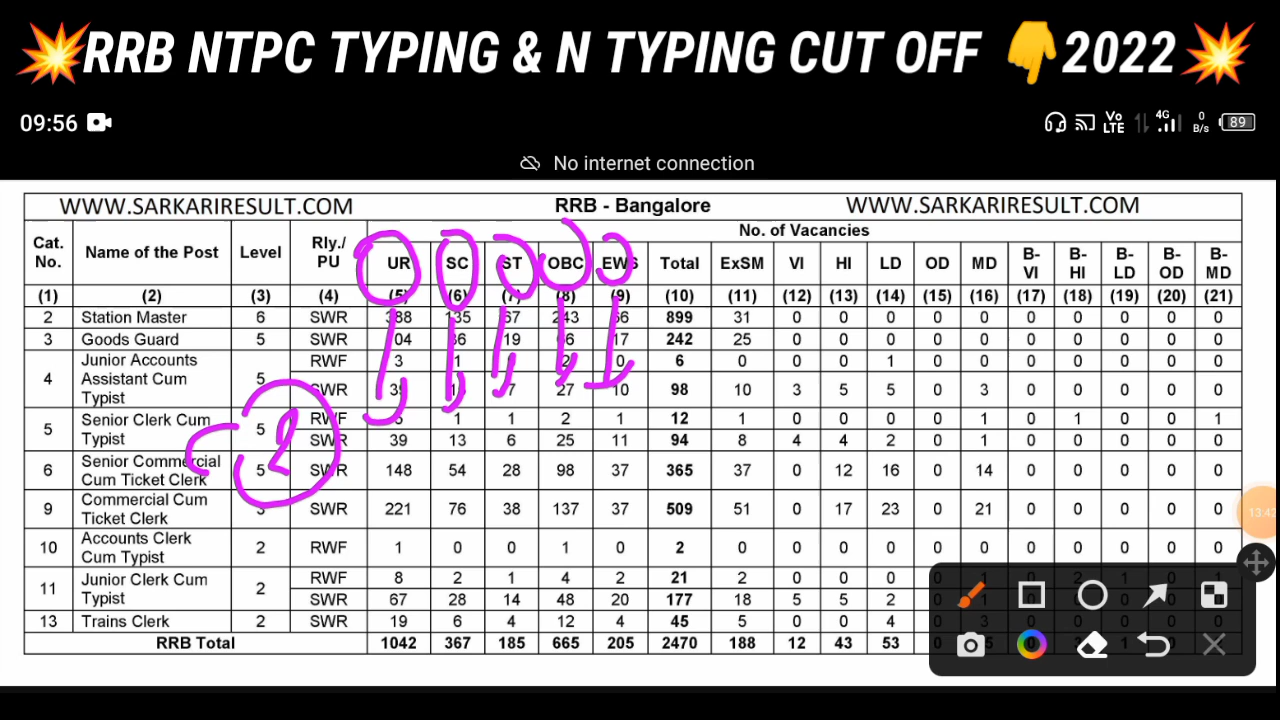 RRB NTPC TYPING & N TYPING CUT OFF 👇2022
09:56 Vo LTE 4G 0 B/s 89
No internet connection
WWW.SARKARIRESULT.COM RRB - Bangalore WWW.SARKARIRESULT.COM
Cat. No. Name of the Post Level Rly./ PU No. of Vacancies
UR SC ST OBC EWS Total ExSM VI HI LD OD MD B-VI B-HI B-LD B-OD B-MD
(1) (2) (3) (4) (5) (6) (7) (8) (9) (10) (11) (12) (13) (14) (15) (16) (17) (18) (19) (20) (21)
2 Station Master 6 SWR 388 135 67 243 66 899 31 0 0 0 0 0 0 0 0 0 0
3 Goods Guard 5 SWR 104 36 19 66 17 242 25 0 0 0 0 0 0 0 0 0 0
4 Junior Accounts Assistant Cum Typist 5 RWF 3 1 2 0 6 0 0 0 1 0 0 0 0 0 0 0
SWR 39 7 27 10 98 10 3 5 5 0 3 0 0 0 0 0
5 Senior Clerk Cum Typist 5 RWF 5 1 1 2 1 12 1 0 0 0 0 1 0 1 0 0 1
SWR 39 13 6 25 11 94 8 4 4 2 0 1 0 0 0 0 0
6 Senior Commercial Cum Ticket Clerk 5 SWR 148 54 28 98 37 365 37 0 12 16 0 14 0 0 0 0 0
2
9 Commercial Cum Ticket Clerk 3 SWR 221 76 38 137 37 509 51 0 17 23 0 21 0 0 0 0 0
10 Accounts Clerk Cum Typist 2 RWF 1 0 0 1 0 2 0 0 0 0 0 0 0 0 0 0 0
11 Junior Clerk Cum Typist 2 RWF 8 2 1 4 2 21 2 0 0 0
SWR 67 28 14 48 20 177 18 5 5 2
13 Trains Clerk 2 SWR 19 6 4 12 4 45 5 0 0 4
RRB Total 1042 367 185 665 205 2470 188 12 43 53
13:43